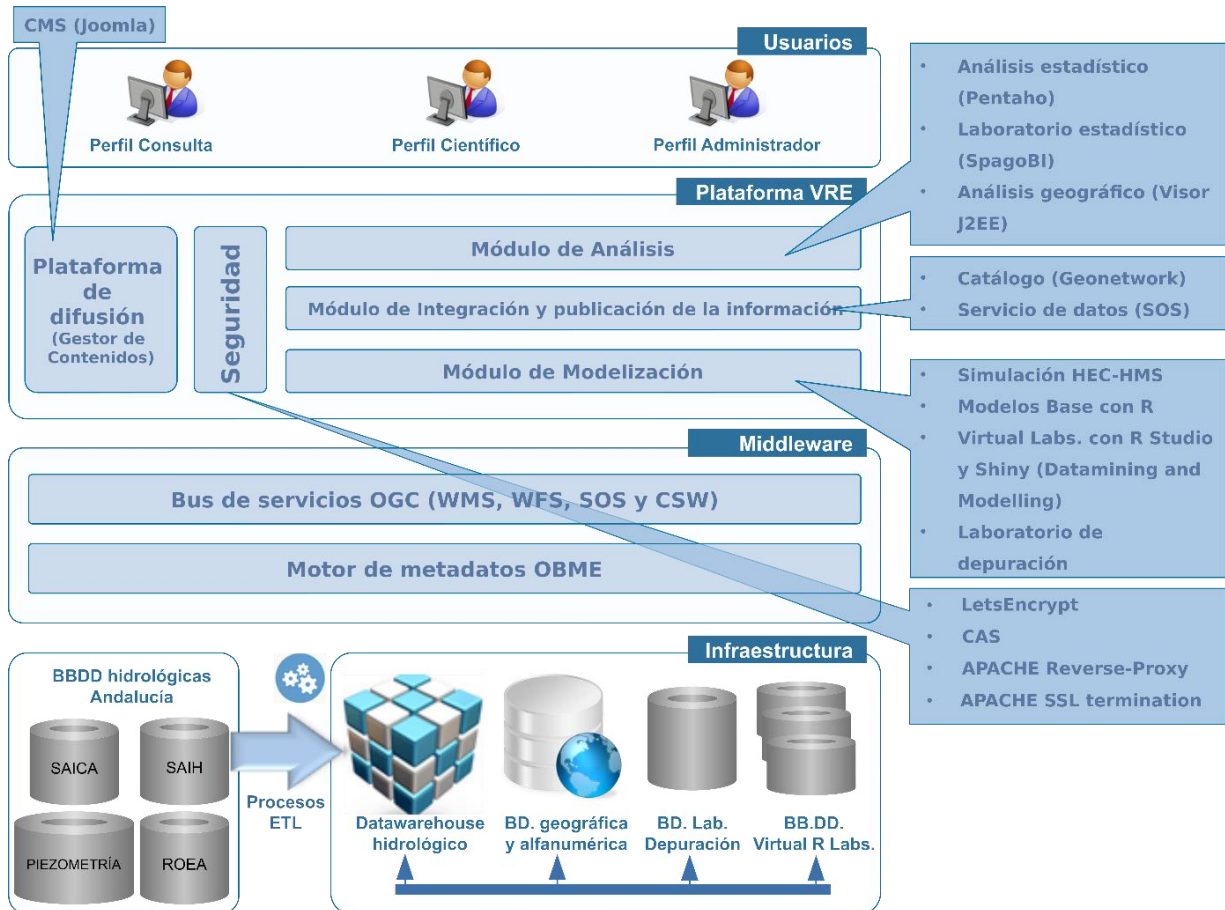 CMS (Joomla)
Usuarios
Perfil Consulta
Perfil Científico
Perfil Administrador
• Análisis estadístico
(Pentaho)
• Laboratorio estadístico
(SpagoBI)
• Análisis geográfico (Visor
J2EE)
Plataforma VRE
Plataforma
de
difusión
(Gestor de
Contenidos)
Seguridad
Módulo de Análisis
Módulo de Integración y publicación de la información
Módulo de Modelización
• Catálogo (Geonetwork)
• Servicio de datos (SOS)
• Simulación HEC-HMS
• Modelos Base con R
• Virtual Labs. con R Studio
y Shiny (Datamining and
Modelling)
• Laboratorio de
depuración
Middleware
Bus de servicios OGC (WMS, WFS, SOS y CSW)
Motor de metadatos OBME
• LetsEncrypt
• CAS
• APACHE Reverse-Proxy
• APACHE SSL termination
Infraestructura
BBDD hidrológicas
Andalucía
SAICA
SAIH
PIEZOMETRÍA
ROEA
Procesos
ETL
Datawarehouse
hidrológico
BD. geográfica
y alfanumérica
BD. Lab.
Depuración
BB.DD.
Virtual R Labs.